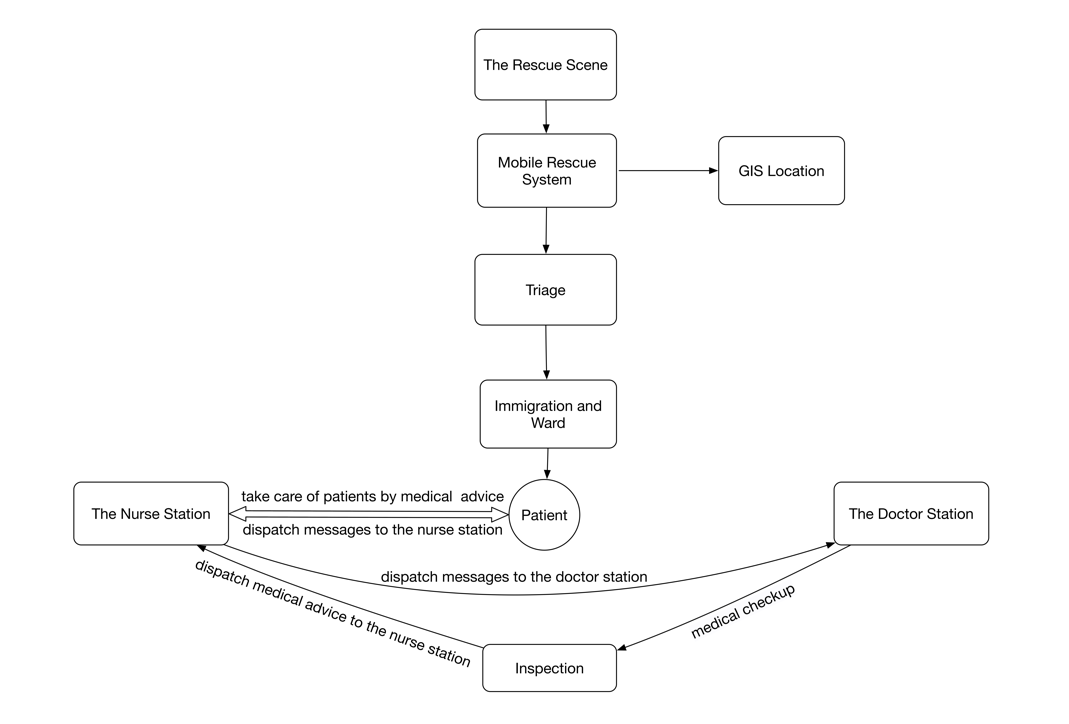 The Rescue Scene
Mobile Rescue
System
GIS Location
Triage
Immigration and
Ward
take care of patients by medical advice
The Nurse Station
Patient
The Doctor Station
dispatch messages to the nurse station
dispatch messages to the doctor station
dispatch medical advice to the nurse station
medical checkup
Inspection